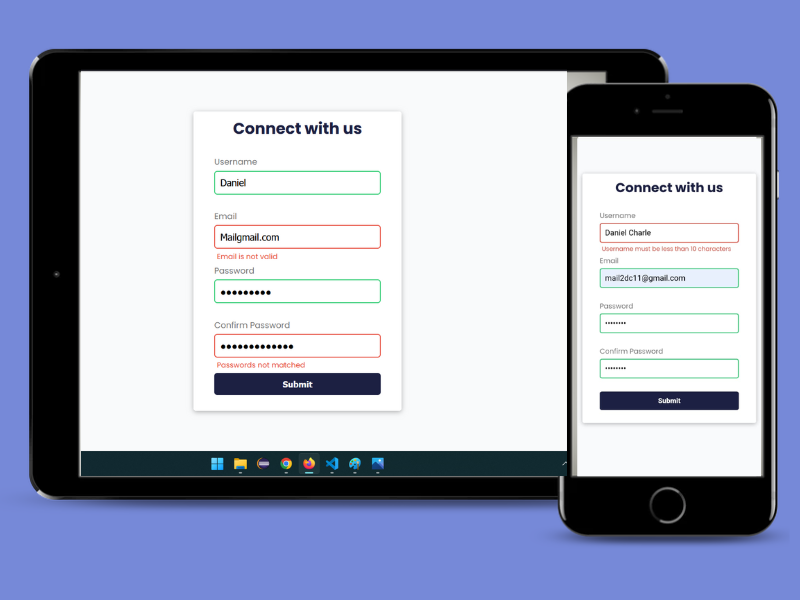 Connect with us
Username
Daniel
Email
Mailgmail.com
Email is not valid
Password
•••••••••
Confirm Password
•••••••••••••
Passwords not matched
Submit
Connect with us
Username
Daniel Charle
Username must be less than 10 characters
Email
mail2dc11@gmail.com
Password
••••••••
Confirm Password
••••••••
Submit